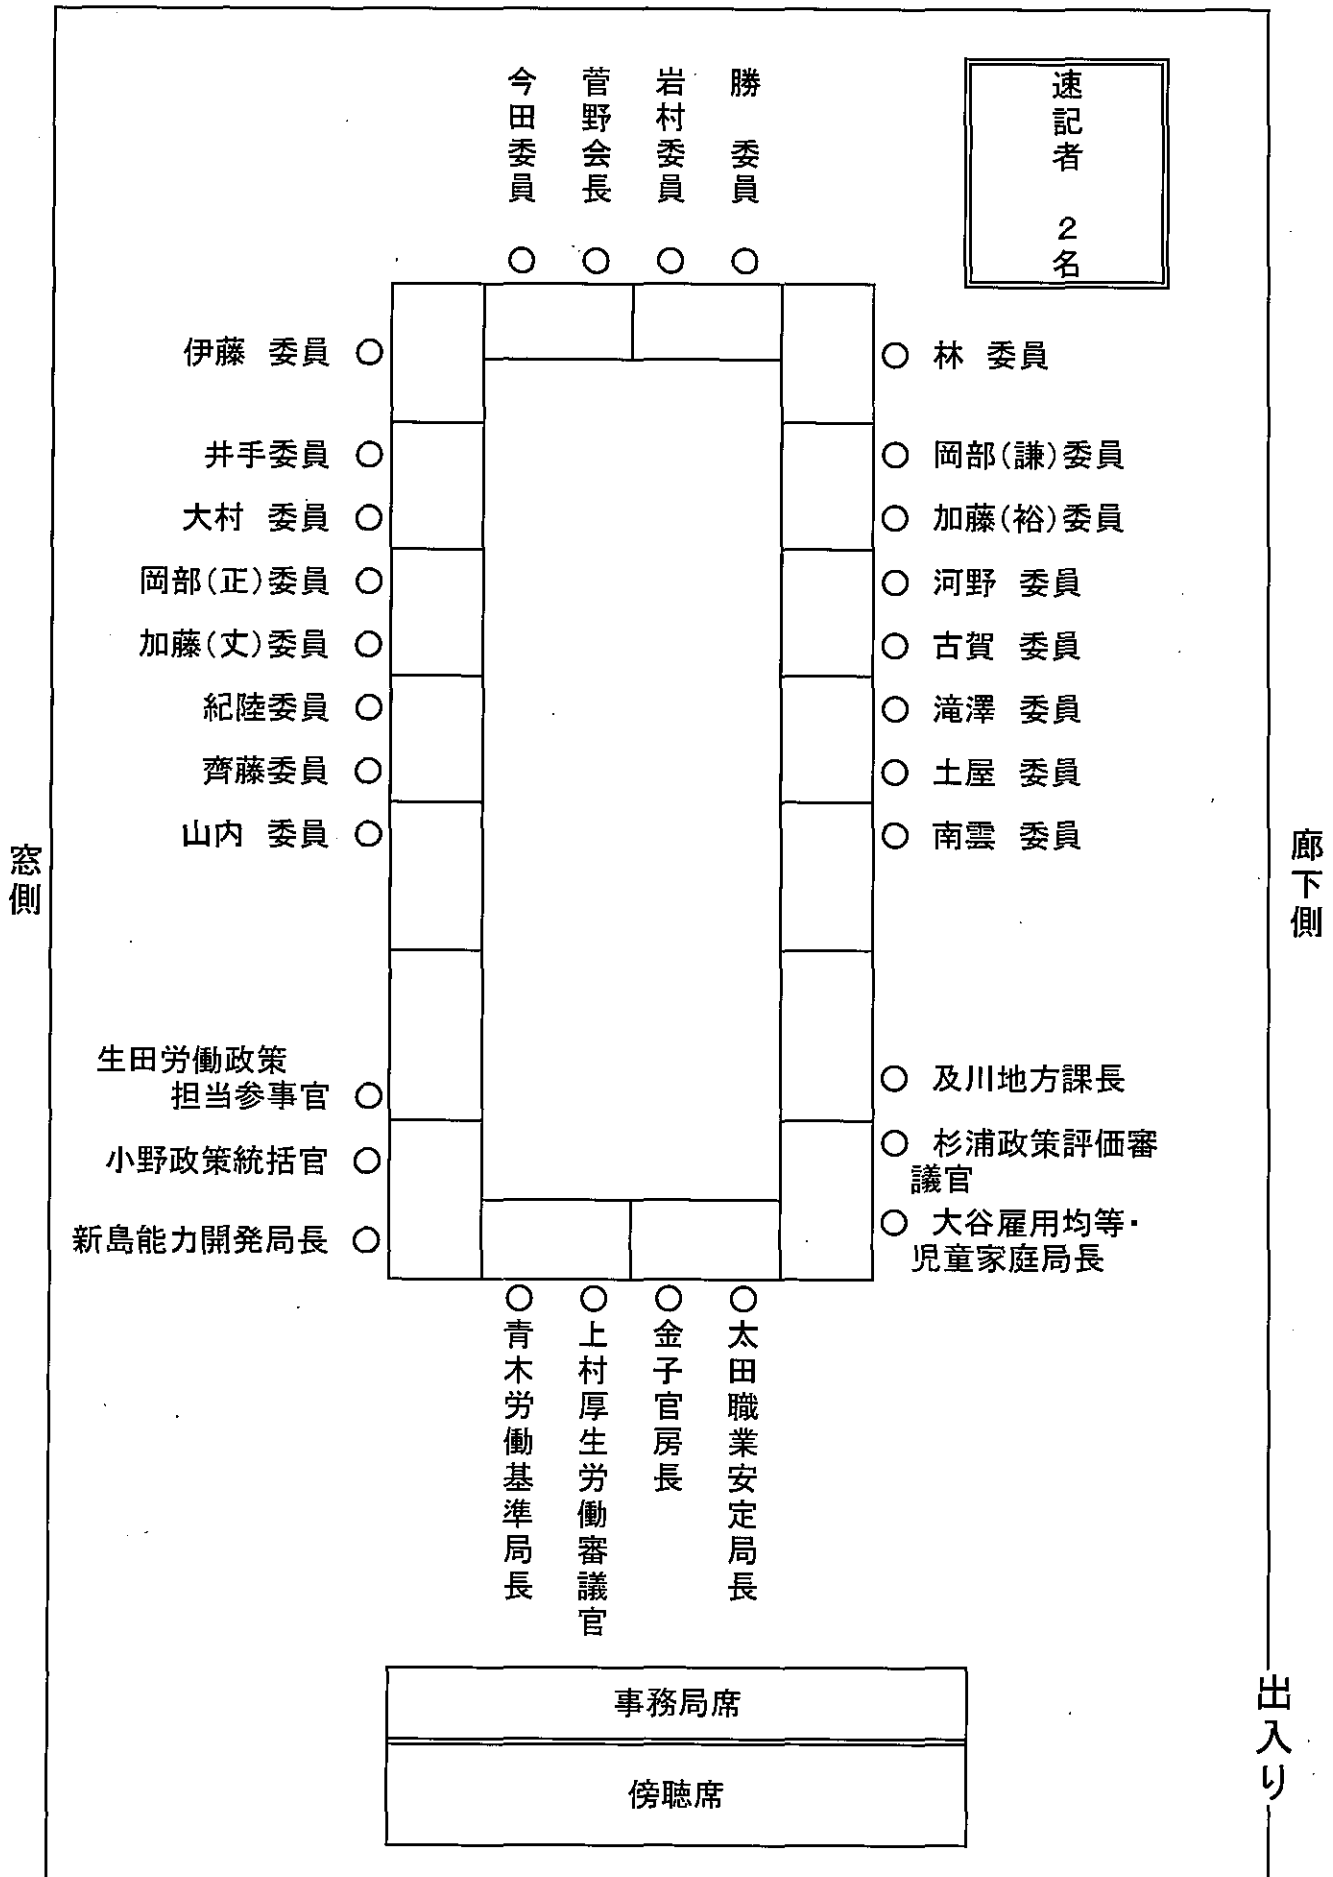 今田委員
菅野会長
岩村委員
勝 委員
速記者 2名
伊藤 委員
井手委員
大村 委員
岡部(正)委員
加藤(丈)委員
紀陸委員
齊藤委員
山内 委員
林 委員
岡部(謙)委員
加藤(裕)委員
河野 委員
古賀 委員
滝澤 委員
土屋 委員
南雲 委員
窓側
廊下側
生田労働政策
担当参事官
小野政策統括官
新島能力開発局長
及川地方課長
杉浦政策評価審
議官
大谷雇用均等・
児童家庭局長
青木労働基準局長
上村厚生労働審議官
金子官房長
太田職業安定局長
事務局席
傍聴席
出入り